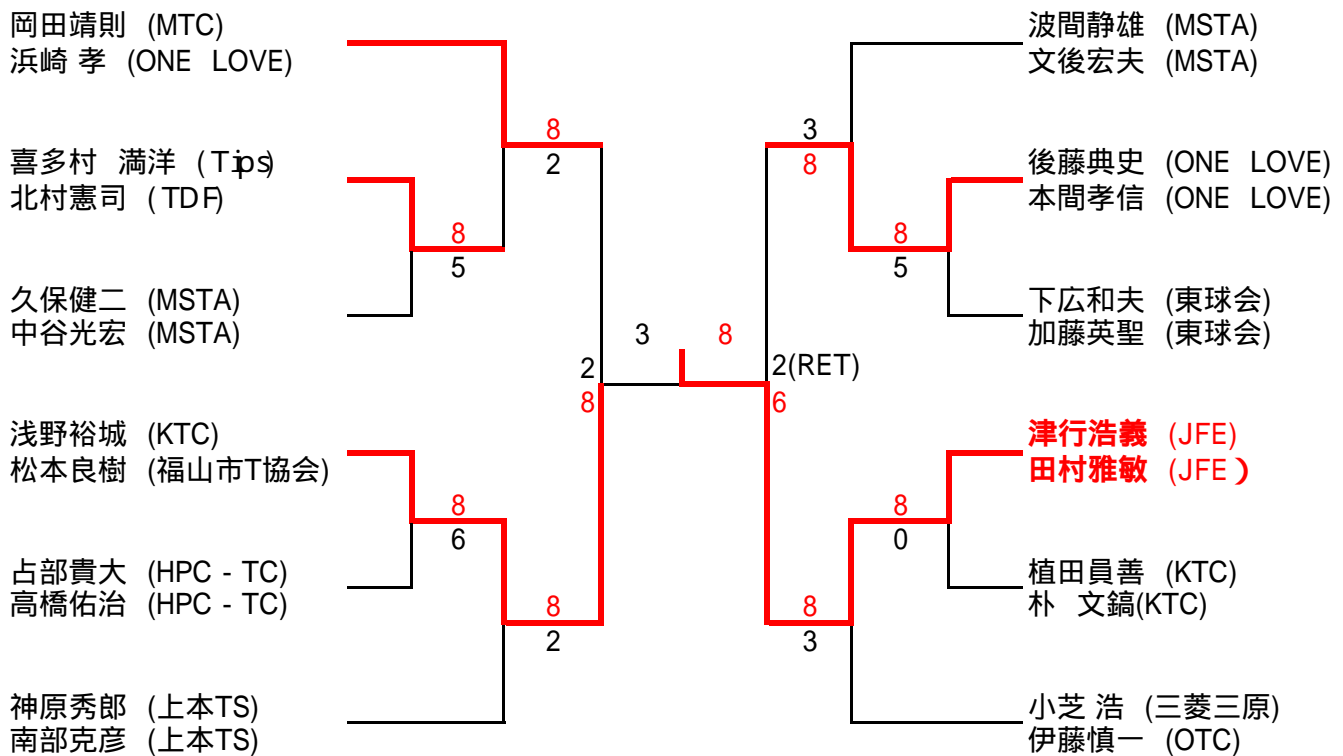 岡田靖則 (MTC)
浜崎 孝 (ONE LOVE)
8
2
喜多村 満洋 (Tips)
北村憲司 (TDF)
8
5
久保健二 (MSTA)
中谷光宏 (MSTA)
2
8
3
8
浅野裕城 (KTC)
松本良樹 (福山市T協会)
8
6
占部貴大 (HPC - TC)
高橋佑治 (HPC - TC)
8
2
神原秀郎 (上本TS)
南部克彦 (上本TS)
波間静雄 (MSTA)
文後宏夫 (MSTA)
3
8
後藤典史 (ONE LOVE)
本間孝信 (ONE LOVE)
8
5
下広和夫 (東球会)
加藤英聖 (東球会)
2(RET)
6
津行浩義 (JFE)
田村雅敏 (JFE)
8
0
植田員善 (KTC)
朴 文鎬(KTC)
8
3
小芝 浩 (三菱三原)
伊藤慎一 (OTC)